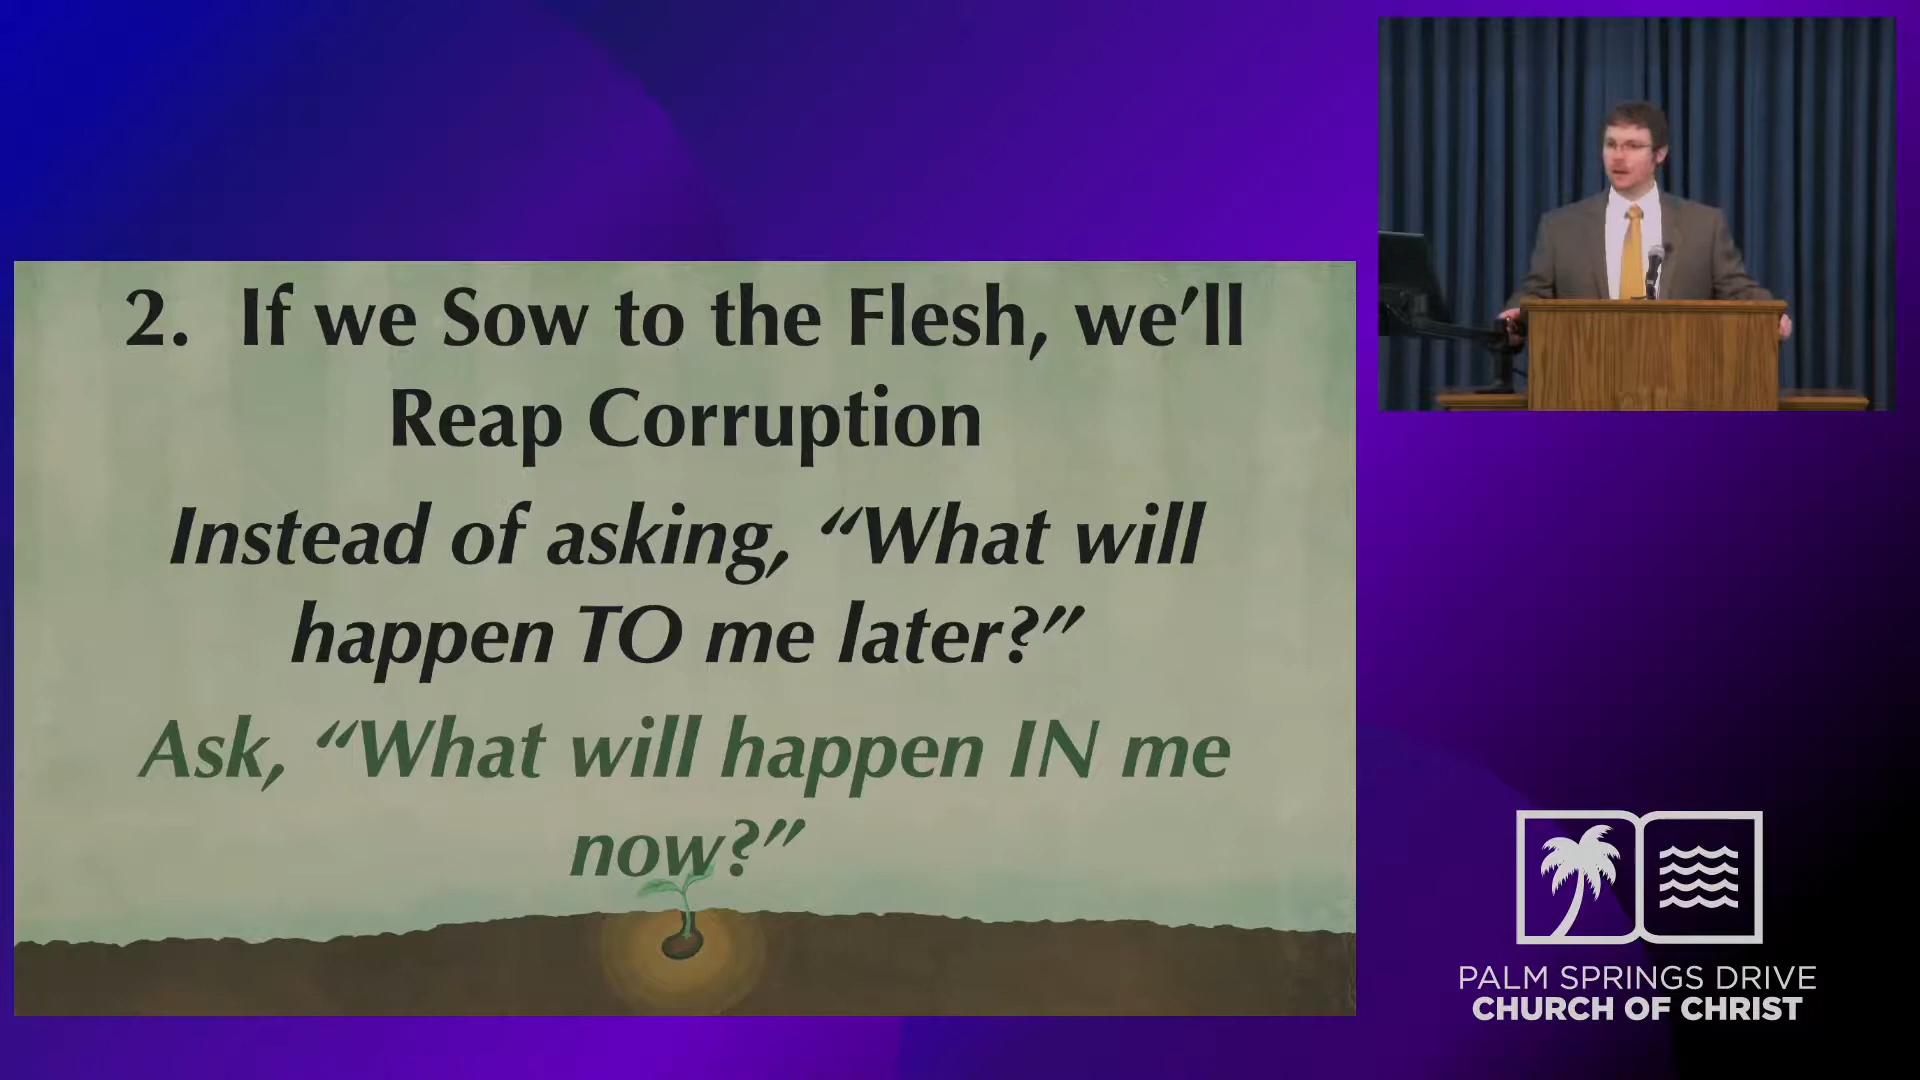 2. If we Sow to the Flesh, we’ll
Reap Corruption
Instead of asking, “What will
happen TO me later?”
Ask, “What will happen IN me
now?”
PALM SPRINGS DRIVE
CHURCH OF CHRIST